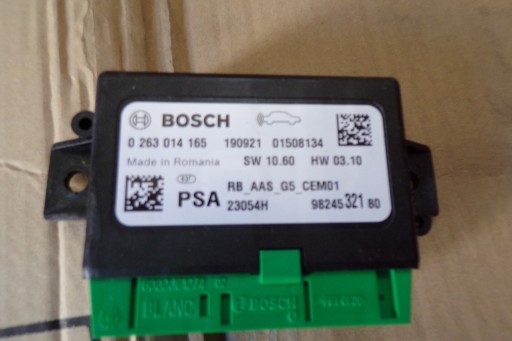 BOSCH
0 263 014 165 190921 01508134
Made in Romania SW 10.60 HW 03.10
RB_AAS_G5_CEM01
PSA 23054H 98245 321 80
BLANC
BOSCH